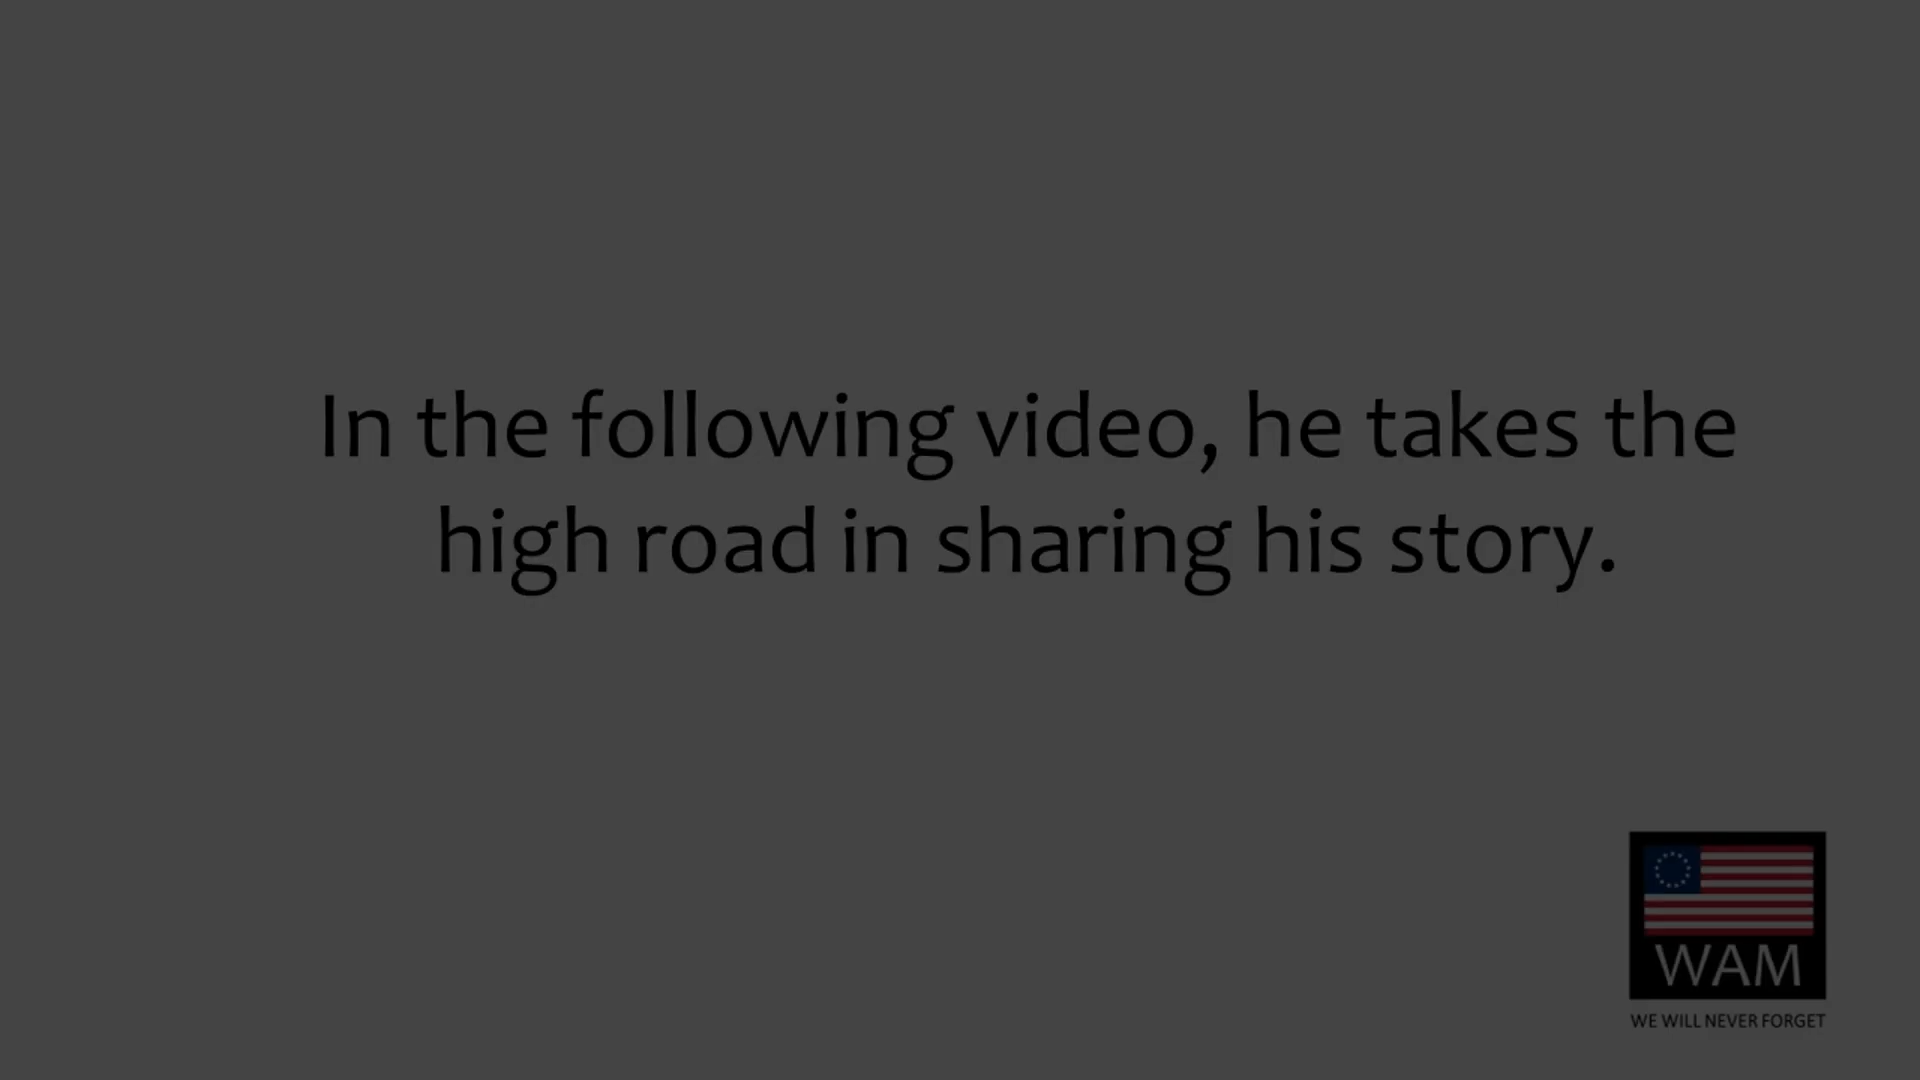 In the following video, he takes the
high road in sharing his story.
WAM
WE WILL NEVER FORGET